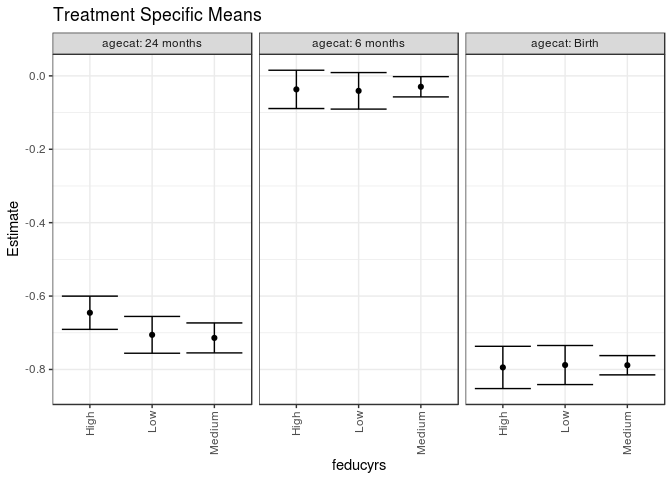 Treatment Specific Means
agecat: 24 months
agecat: 6 months
agecat: Birth
Estimate
0.0
-0.2
-0.4
-0.6
-0.8
High
Low
Medium
High
Low
Medium
High
Low
Medium
feducyrs